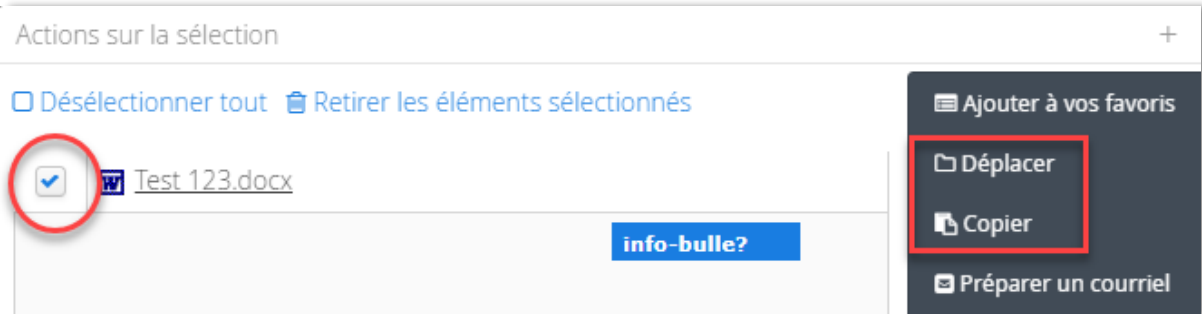 Actions sur la sélection
Désélectionner tout Retirer les éléments sélectionnés
Test 123.docx
info-bulle?
Ajouter à vos favoris
Déplacer
Copier
Préparer un courriel